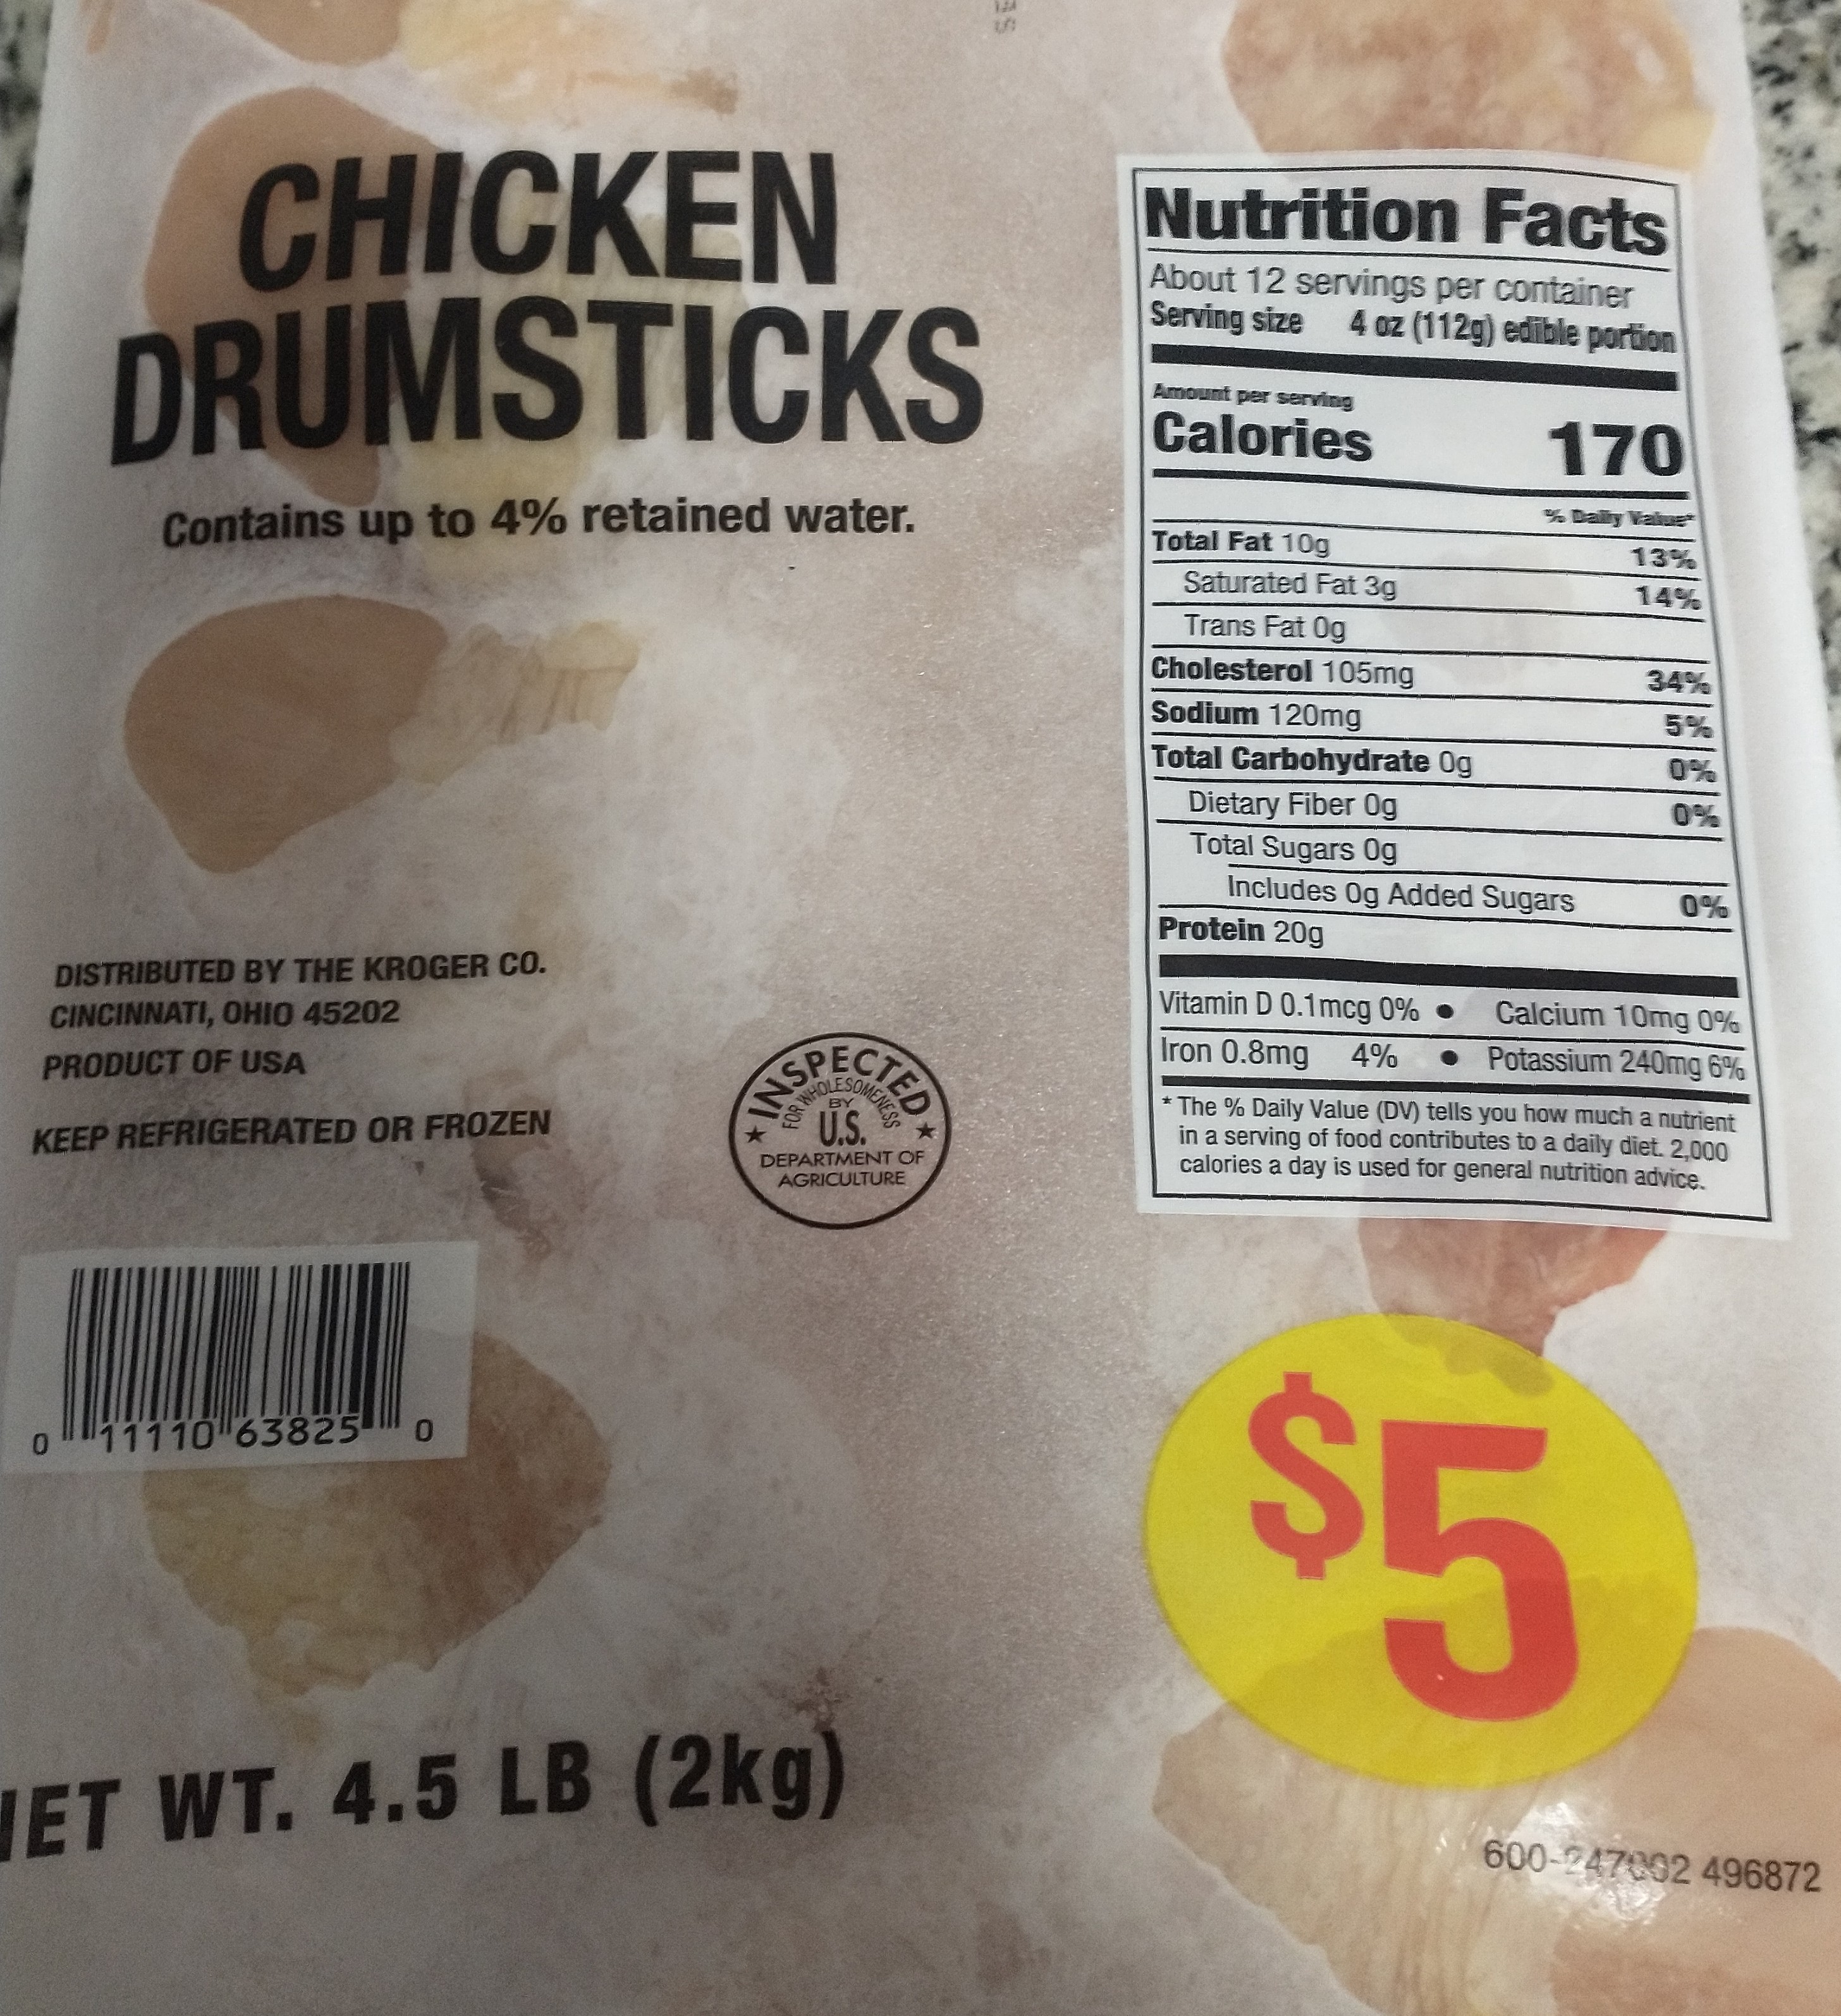 CHICKEN
DRUMSTICKS
Contains up to 4% retained water.
DISTRIBUTED BY THE KROGER CO.
CINCINNATI, OHIO 45202
PRODUCT OF USA
KEEP REFRIGERATED OR FROZEN
INSPECTED
FOR WHOLESOMENESS
BY
U.S.
DEPARTMENT OF
AGRICULTURE
0 11110 63825 0
NET WT. 4.5 LB (2kg)
Nutrition Facts
About 12 servings per container
Serving size 4 oz (112g) edible portion
Amount per serving
Calories 170
% Daily Value*
Total Fat 10g 13%
Saturated Fat 3g 14%
Trans Fat 0g
Cholesterol 105mg 34%
Sodium 120mg 5%
Total Carbohydrate 0g 0%
Dietary Fiber 0g 0%
Total Sugars 0g
Includes 0g Added Sugars 0%
Protein 20g
Vitamin D 0.1mcg 0% • Calcium 10mg 0%
Iron 0.8mg 4% • Potassium 240mg 6%
* The % Daily Value (DV) tells you how much a nutrient
in a serving of food contributes to a daily diet. 2,000
calories a day is used for general nutrition advice.
$5
496872